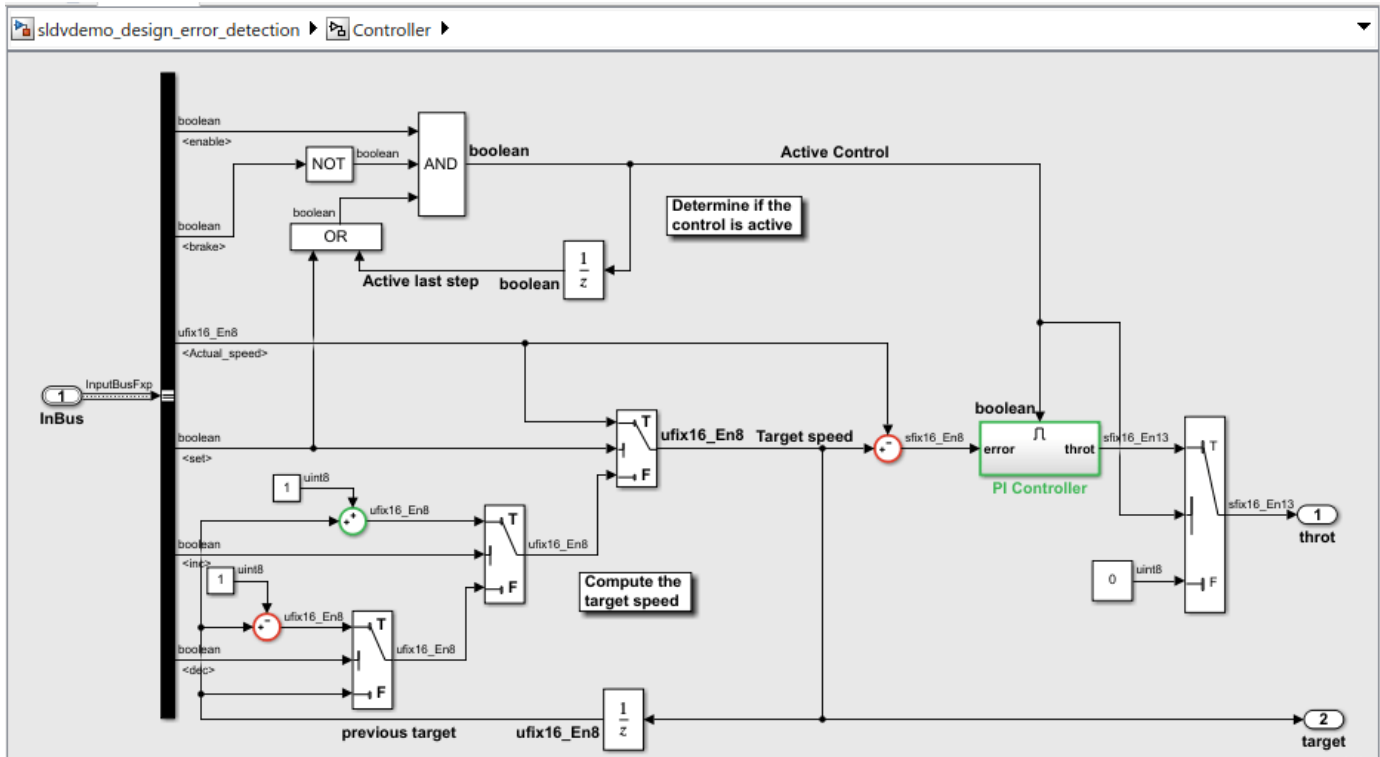 sldvdemo_design_error_detection Controller
boolean
<enable>
NOT
boolean
AND
boolean
Active Control
Determine if the
control is active
boolean
<brake>
boolean
OR
Active last step
boolean
1
z
ufix16_En8
<Actual_speed>
InputBusFxp
1
InBus
boolean
<set>
T
F
ufix16_En8
Target speed
+
-
sfix16_En8
boolean
error
throt
PI Controller
sfix16_En13
T
F
sfix16_En13
1
throt
0
uint8
1
uint8
+
+
ufix16_En8
boolean
<inc>
T
F
ufix16_En8
Compute the
target speed
1
uint8
+
-
ufix16_En8
boolean
<dec>
T
F
ufix16_En8
previous target
ufix16_En8
1
z
2
target